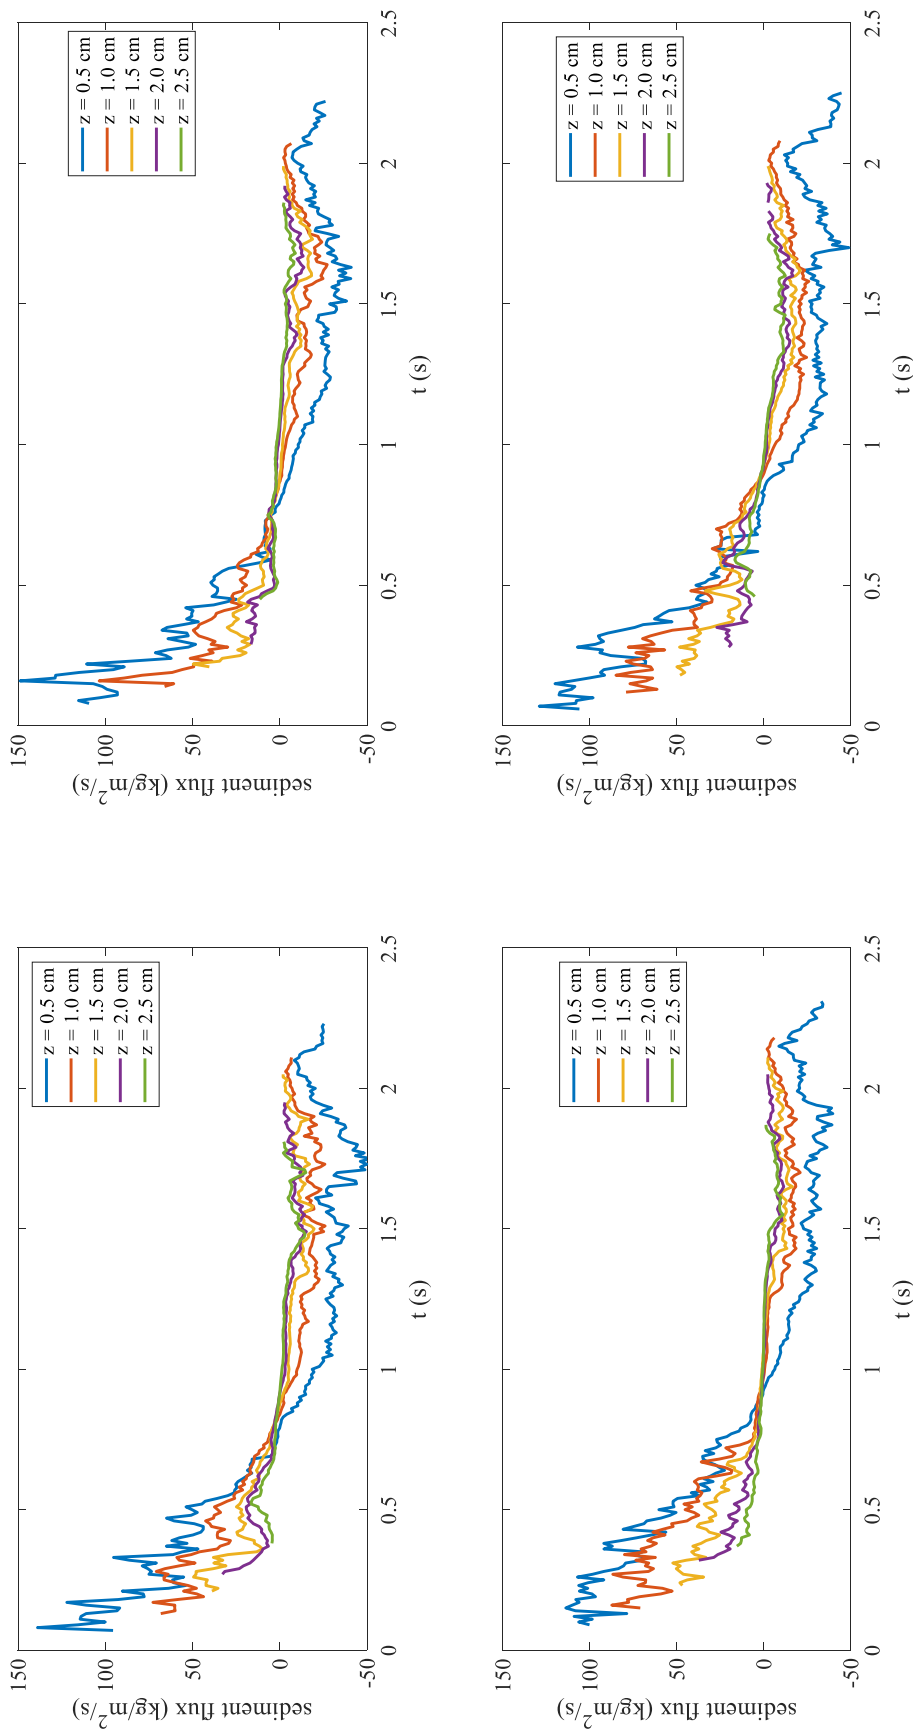 sediment flux (kg/m²/s)
150
100
50
0
-50
z = 0.5 cm
z = 1.0 cm
z = 1.5 cm
z = 2.0 cm
z = 2.5 cm
0 0.5 1 1.5 2 2.5
t (s)
sediment flux (kg/m²/s)
150
100
50
0
-50
z = 0.5 cm
z = 1.0 cm
z = 1.5 cm
z = 2.0 cm
z = 2.5 cm
0 0.5 1 1.5 2 2.5
t (s)
sediment flux (kg/m²/s)
150
100
50
0
-50
z = 0.5 cm
z = 1.0 cm
z = 1.5 cm
z = 2.0 cm
z = 2.5 cm
0 0.5 1 1.5 2 2.5
t (s)
sediment flux (kg/m²/s)
150
100
50
0
-50
z = 0.5 cm
z = 1.0 cm
z = 1.5 cm
z = 2.0 cm
z = 2.5 cm
0 0.5 1 1.5 2 2.5
t (s)